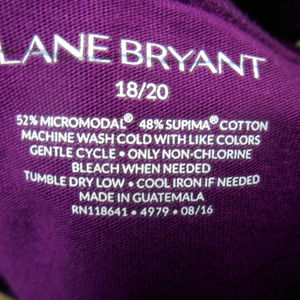 LANE BRYANT
18/20
52% MICROMODAL® 48% SUPIMA® COTTON
MACHINE WASH COLD WITH LIKE COLORS
GENTLE CYCLE • ONLY NON-CHLORINE
BLEACH WHEN NEEDED
TUMBLE DRY LOW • COOL IRON IF NEEDED
MADE IN GUATEMALA
RN118641 • 4979 • 08/16